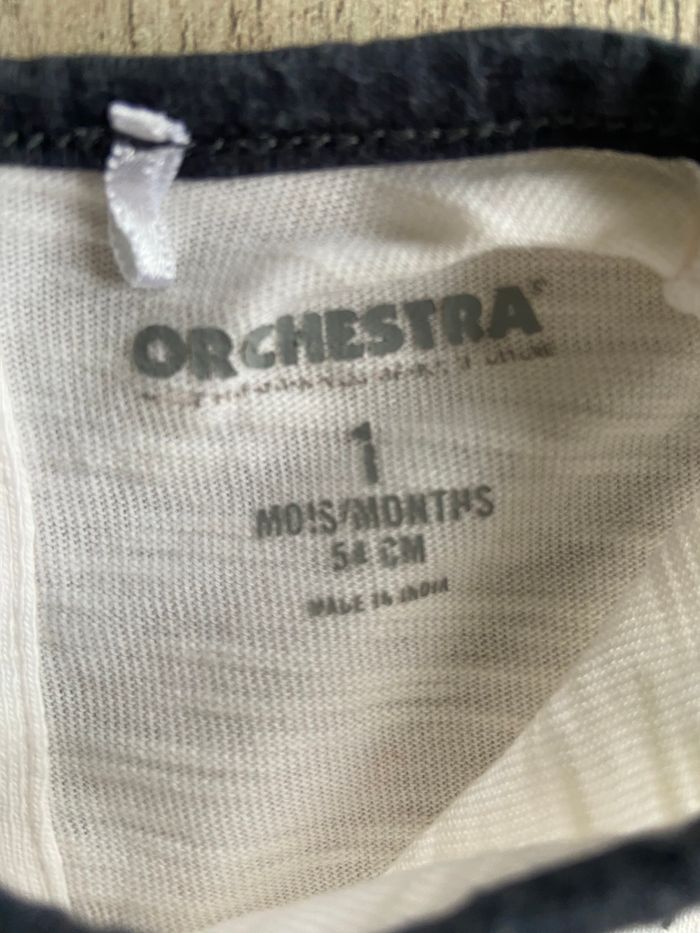 ORCHESTRA®
1
MOIS/MONTHS
54 CM
MADE IN INDIA